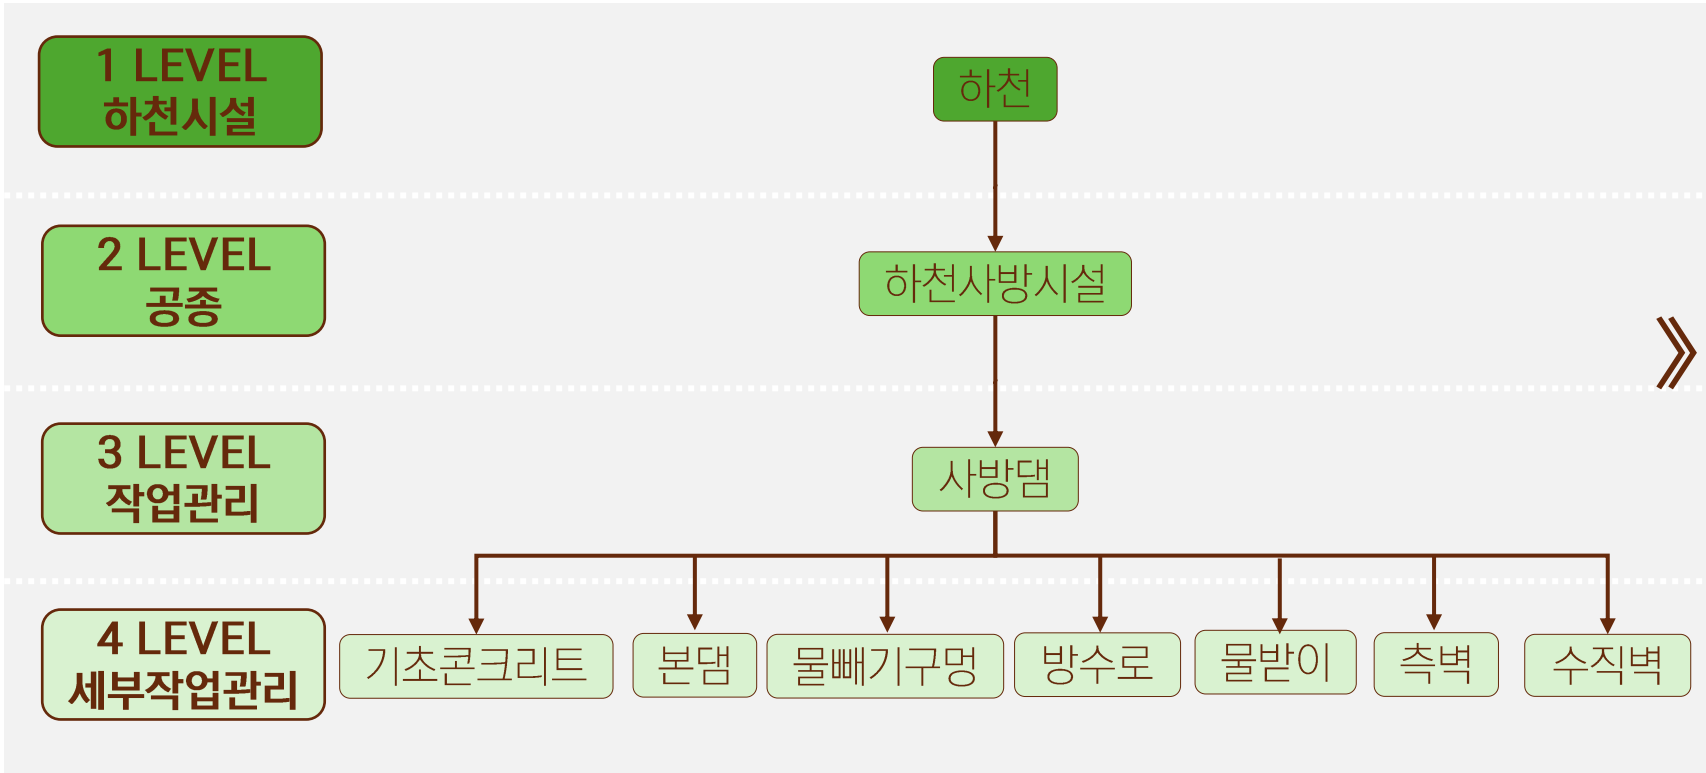 1 LEVEL
하천시설
하천
2 LEVEL
공종
하천사방시설
3 LEVEL
작업관리
사방댐
4 LEVEL
세부작업관리
기초콘크리트
본댐
물빼기구멍
방수로
물받이
측벽
수직벽